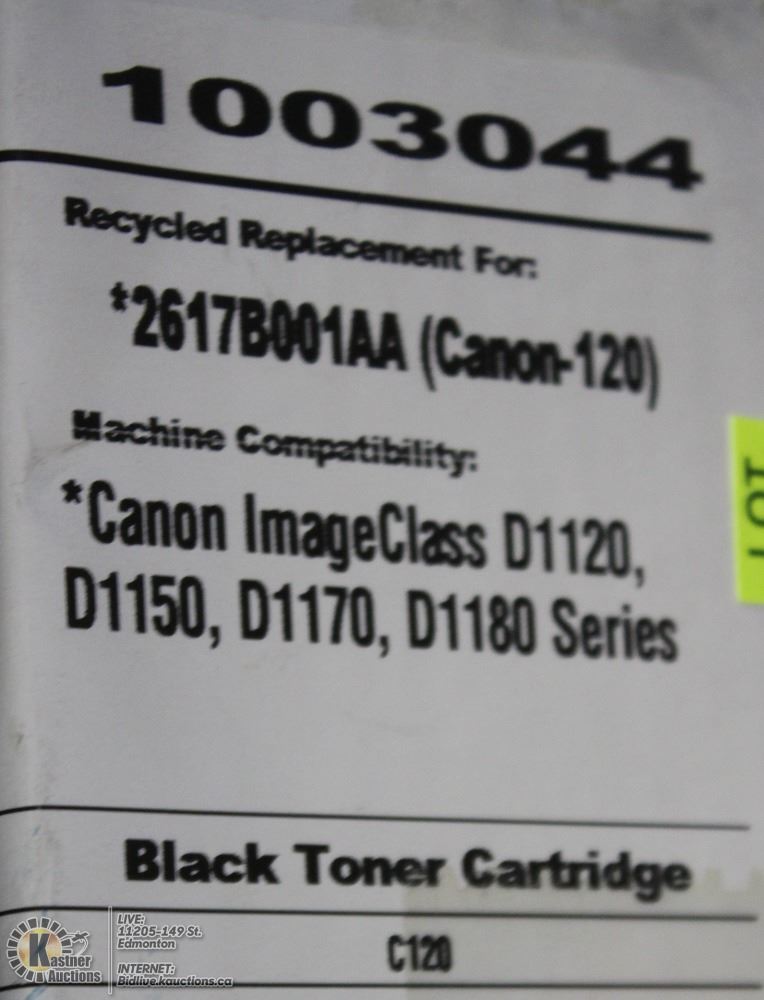 1003044
Recycled Replacement For:
*2617B001AA (Canon-120)
Machine Compatibility:
*Canon ImageClass D1120,
D1150, D1170, D1180 Series
LOT
Black Toner Cartridge
C120
Kastner
Auctions
LIVE:
11205-149 St.
Edmonton
INTERNET:
Bidlive.kauctions.ca